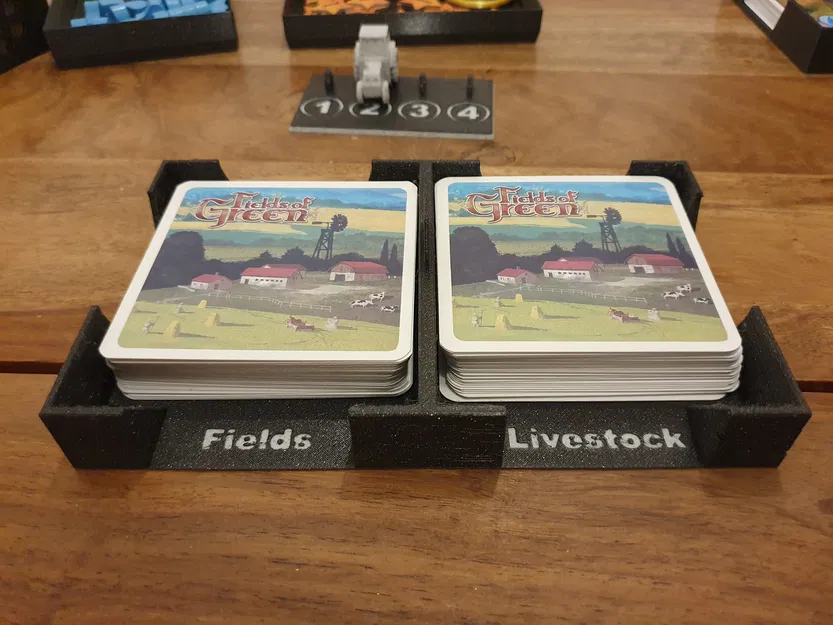 1 2 3 4
Fields of
Green
Fields of
Green
Fields
Livestock